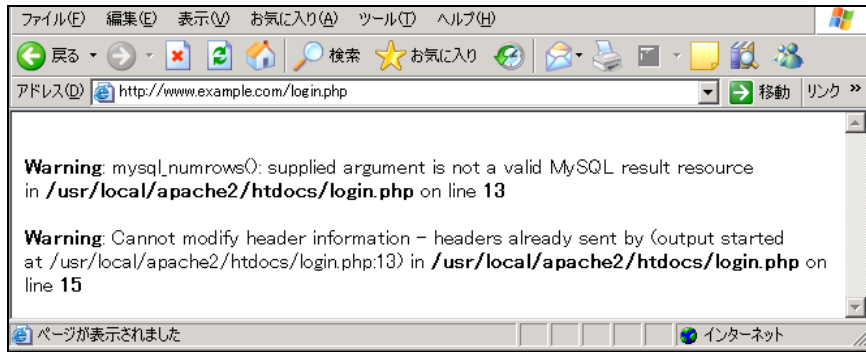 ファイル(F) 編集(E) 表示(V) お気に入り(A) ツール(T) ヘルプ(H)
戻る 検索 お気に入り
アドレス(D) http://www.example.com/login.php 移動 リンク »
Warning: mysql_numrows(): supplied argument is not a valid MySQL result resource
in /usr/local/apache2/htdocs/login.php on line 13
Warning: Cannot modify header information - headers already sent by (output started
at /usr/local/apache2/htdocs/login.php:13) in /usr/local/apache2/htdocs/login.php on
line 15
ページが表示されました インターネット